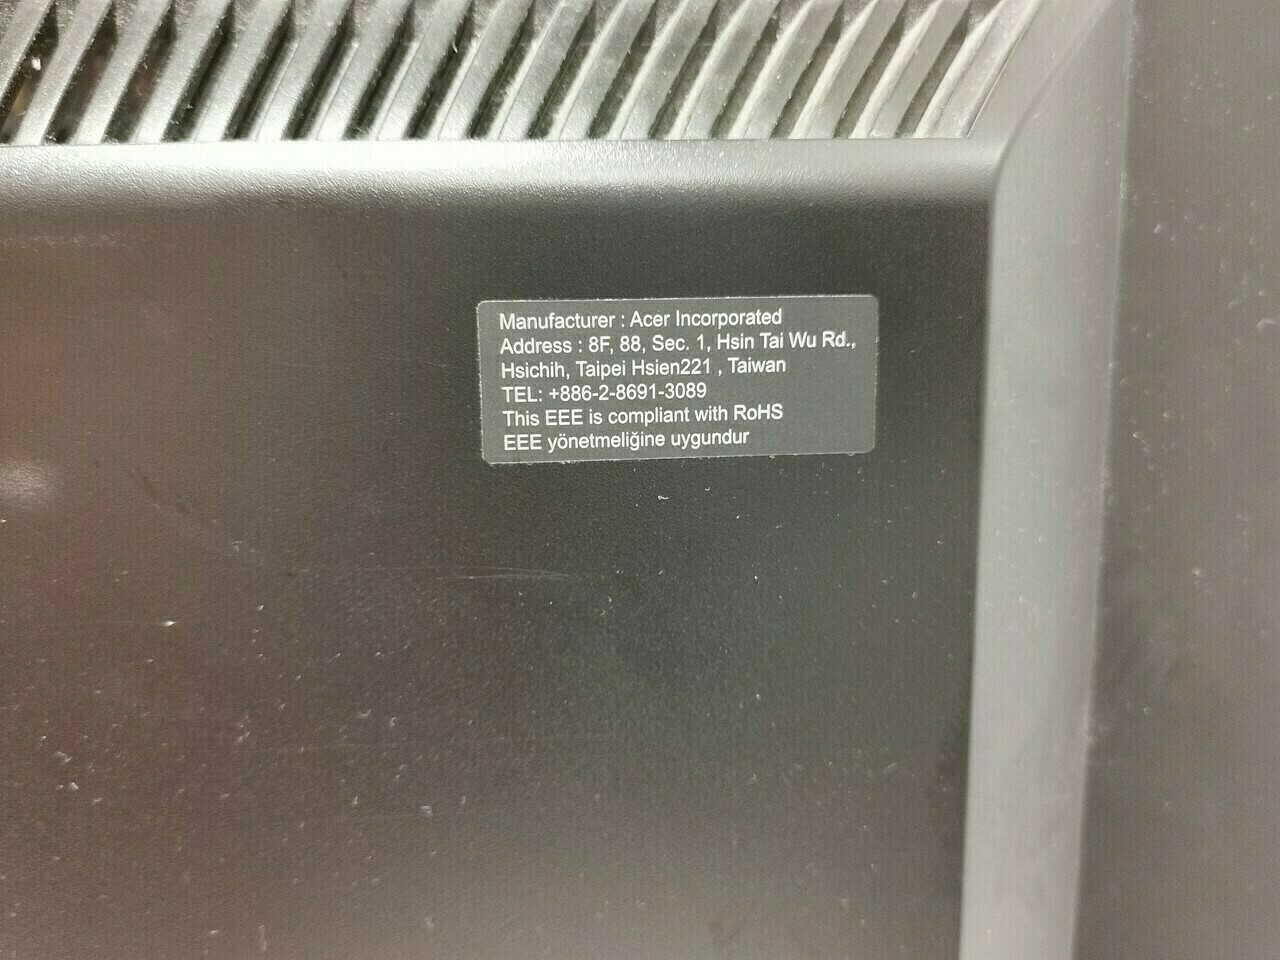 Manufacturer : Acer Incorporated
Address : 8F, 88, Sec. 1, Hsin Tai Wu Rd.,
Hsichih, Taipei Hsien221 , Taiwan
TEL: +886-2-8691-3089
This EEE is compliant with RoHS
EEE yönetmeliğine uygundur